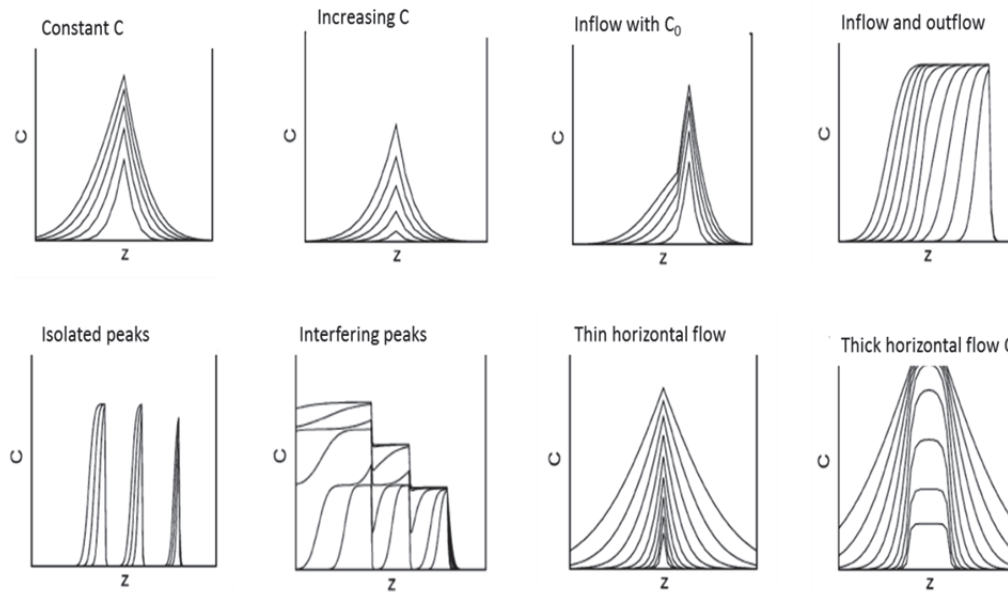 Constant C
Increasing C
Inflow with C₀
Inflow and outflow
C
C
C
C
z
z
z
z
Isolated peaks
Interfering peaks
Thin horizontal flow
Thick horizontal flow C
C
C
C
C
z
z
z
z